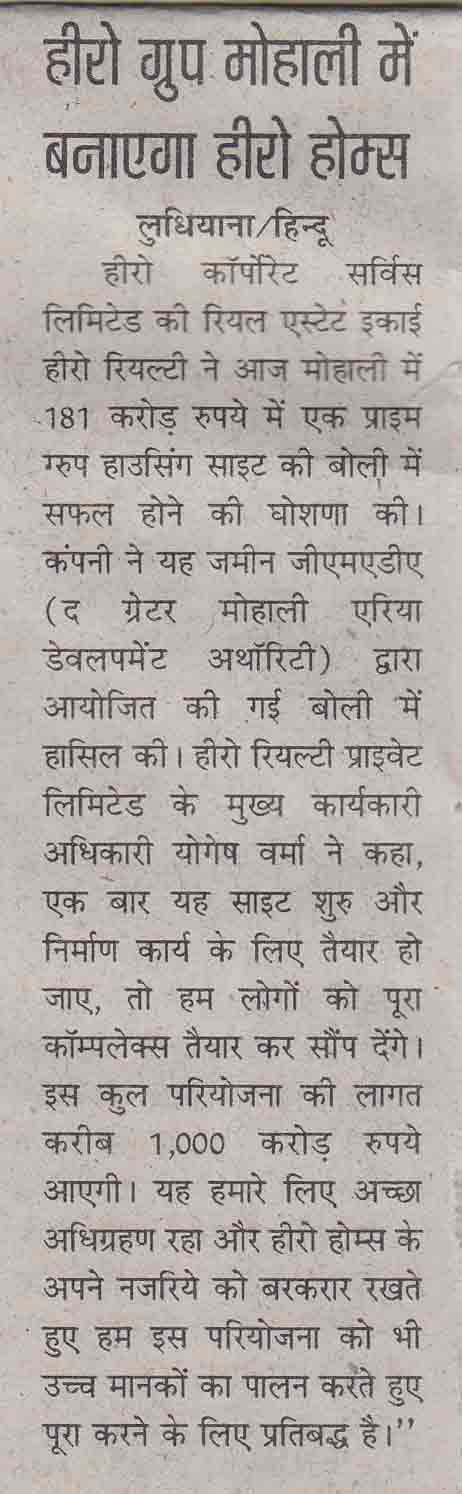 हीरो ग्रुप मोहाली में
बनाएगा हीरो होम्स
लुधियाना/हिन्दू
हीरो कॉर्पोरेट सर्विस
लिमिटेड की रियल एस्टेट इकाई
हीरो रियल्टी ने आज मोहाली में
181 करोड़ रुपये में एक प्राइम
ग्रुप हाउसिंग साइट की बोली में
सफल होने की घोशणा की।
कंपनी ने यह जमीन जीएमएडीए
(द ग्रेटर मोहाली एरिया
डेवलपमेंट अथॉरिटी) द्वारा
आयोजित की गई बोली में
हासिल की। हीरो रियल्टी प्राइवेट
लिमिटेड के मुख्य कार्यकारी
अधिकारी योगेष वर्मा ने कहा,
एक बार यह साइट शुरु और
निर्माण कार्य के लिए तैयार हो
जाए, तो हम लोगों को पूरा
कॉम्पलेक्स तैयार कर सौंप देंगे।
इस कुल परियोजना की लागत
करीब 1,000 करोड़ रुपये
आएगी। यह हमारे लिए अच्छा
अधिग्रहण रहा और हीरो होम्स के
अपने नजरिये को बरकरार रखते
हुए हम इस परियोजना को भी
उच्च मानकों का पालन करते हुए
पूरा करने के लिए प्रतिबद्ध है।’’